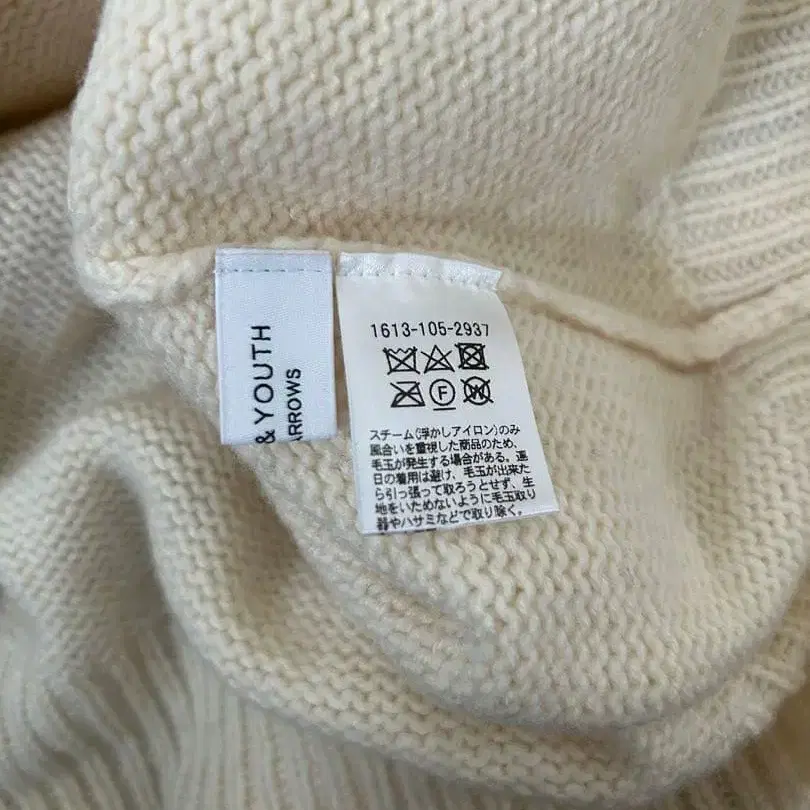 & YOUTH
ARROWS
1613-105-2937
F W
スチーム(浮かしアイロン)のみ
風合いを重視した商品のため、
毛玉が発生する場合がある。連
日の着用は避け、毛玉が出来た
ら引っ張って取ろうとせず、生
地をいためないように毛玉取り
器やハサミなどで取り除く。